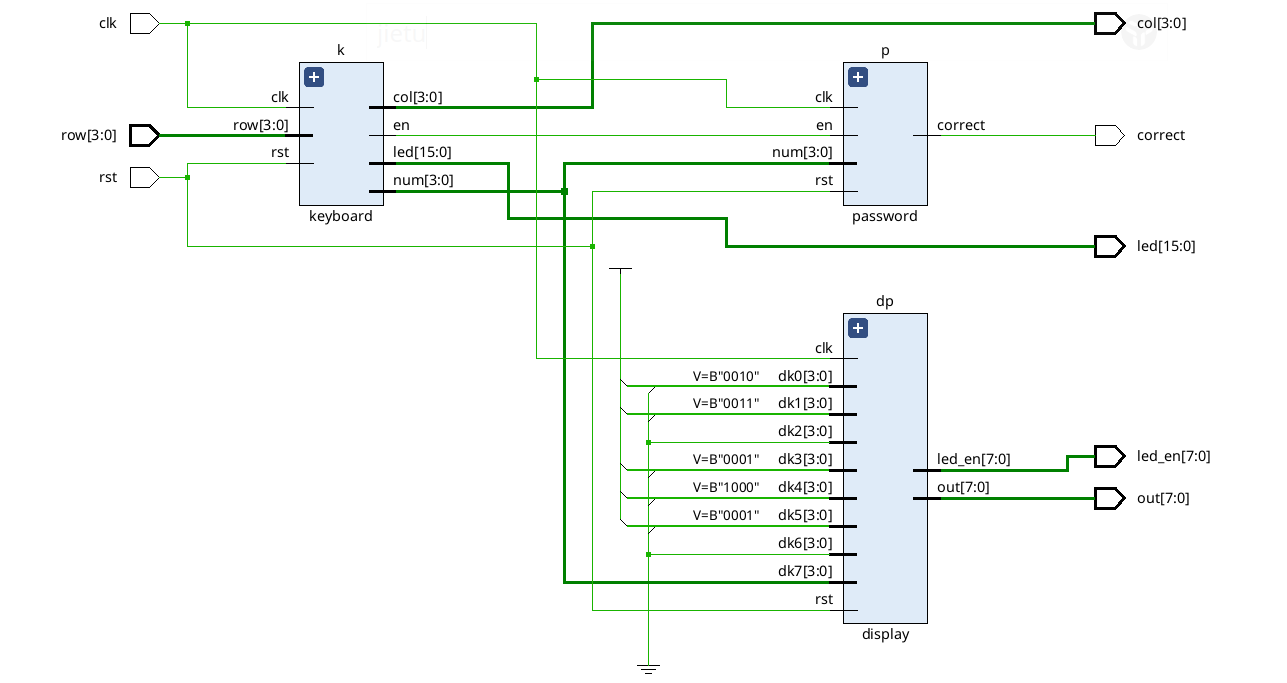 clk
col[3:0]
jietu
k
p
clk
col[3:0]
clk
row[3:0]
row[3:0]
en
en
correct
correct
rst
led[15:0]
num[3:0]
rst
num[3:0]
rst
keyboard
password
led[15:0]
dp
clk
V=B"0010"
dk0[3:0]
V=B"0011"
dk1[3:0]
dk2[3:0]
V=B"0001"
dk3[3:0]
led_en[7:0]
led_en[7:0]
V=B"1000"
dk4[3:0]
out[7:0]
out[7:0]
V=B"0001"
dk5[3:0]
dk6[3:0]
dk7[3:0]
rst
display